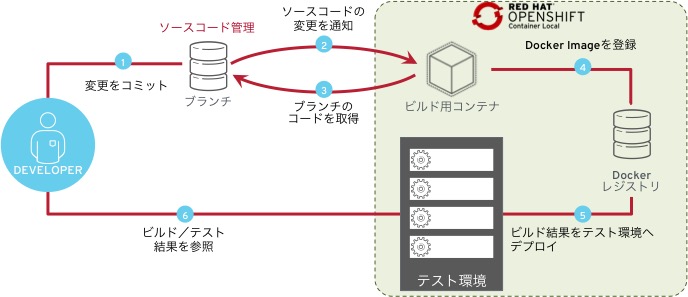 ソースコード管理
1
変更をコミット
ブランチ
ソースコードの
変更を通知
2
3
ブランチの
コードを取得
RED HAT®
OPENSHIFT
Container Local
ビルド用コンテナ
Docker Imageを登録
4
Docker
レジストリ
5
ビルド結果をテスト環境へ
デプロイ
テスト環境
6
ビルド／テスト
結果を参照
DEVELOPER